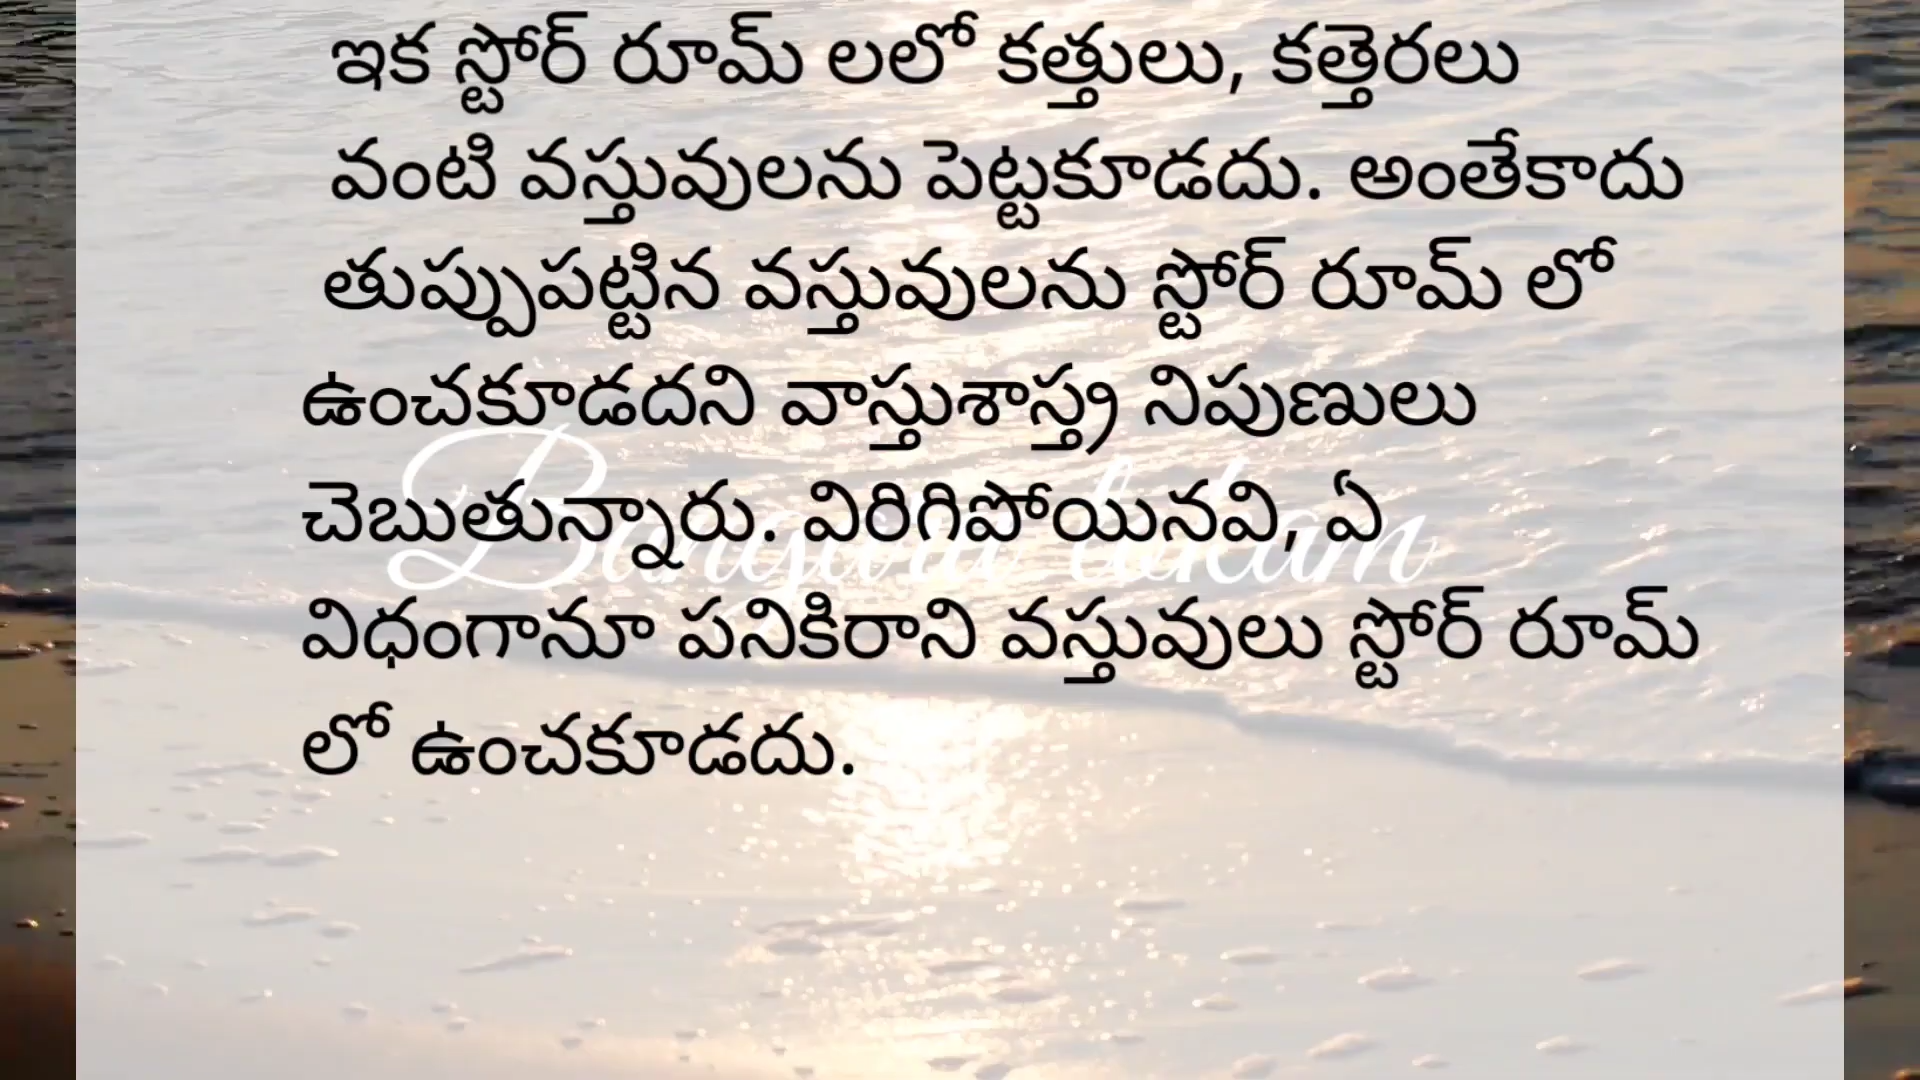 ఇక స్టోర్ రూమ్ లలో కత్తులు, కత్తెరలు
వంటి వస్తువులను పెట్టకూడదు. అంతేకాదు
తుప్పుపట్టిన వస్తువులను స్టోర్ రూమ్ లో
ఉంచకూడదని వాస్తుశాస్త్ర నిపుణులు
చెబుతున్నారు. విరిగిపోయినవి, ఏ
విధంగానూ పనికిరాని వస్తువులు స్టోర్ రూమ్
లో ఉంచకూడదు.